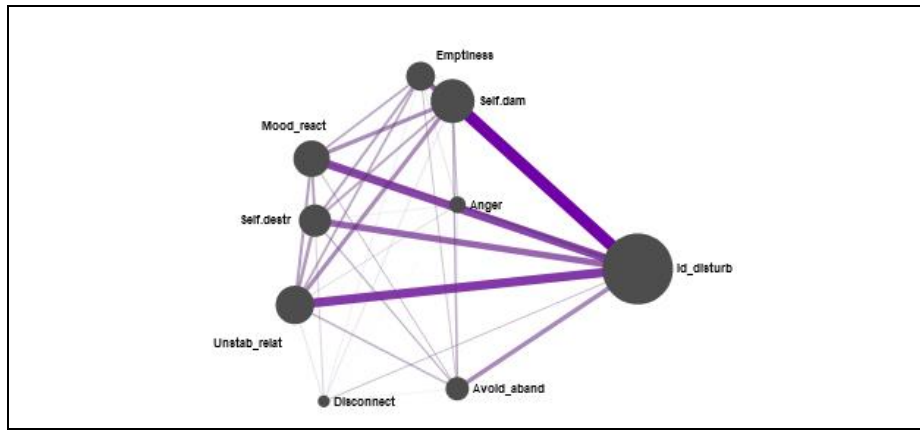 Emptiness
Self.dam
Mood_react
Self.destr
Anger
Id_disturb
Unstab_relat
Disconnect
Avoid_aband